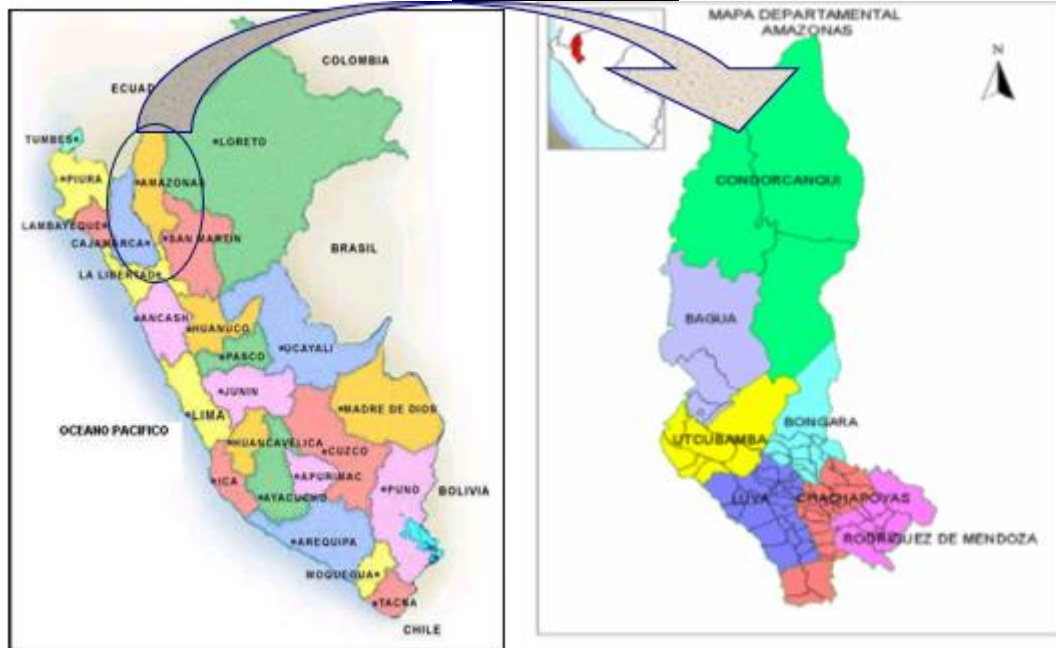 COLOMBIA
ECUAD
TUMBES
LORETO
PIURA
AMAZONAS
LAMBAYEQUE
CAJAMARCA
SAN MARTIN
BRASIL
LA LIBERTAD
ANCASH
HUANUCO
UCAYALI
PASCO
JUNIN
MADRE DE DIOS
LIMA
OCEANO PACIFICO
HUANCAVELICA
CUZCO
ICA
APURIMAC
PUNO
BOLIVIA
AYACUCHO
AREQUIPA
MOQUEGUA
TACNA
CHILE
MAPA DEPARTAMENTAL
AMAZONAS
N
CONDORCANQUI
BAGUA
BONGARA
UTCUBAMBA
LUYA
CHACHAPOYAS
RODRIGUEZ DE MENDOZA